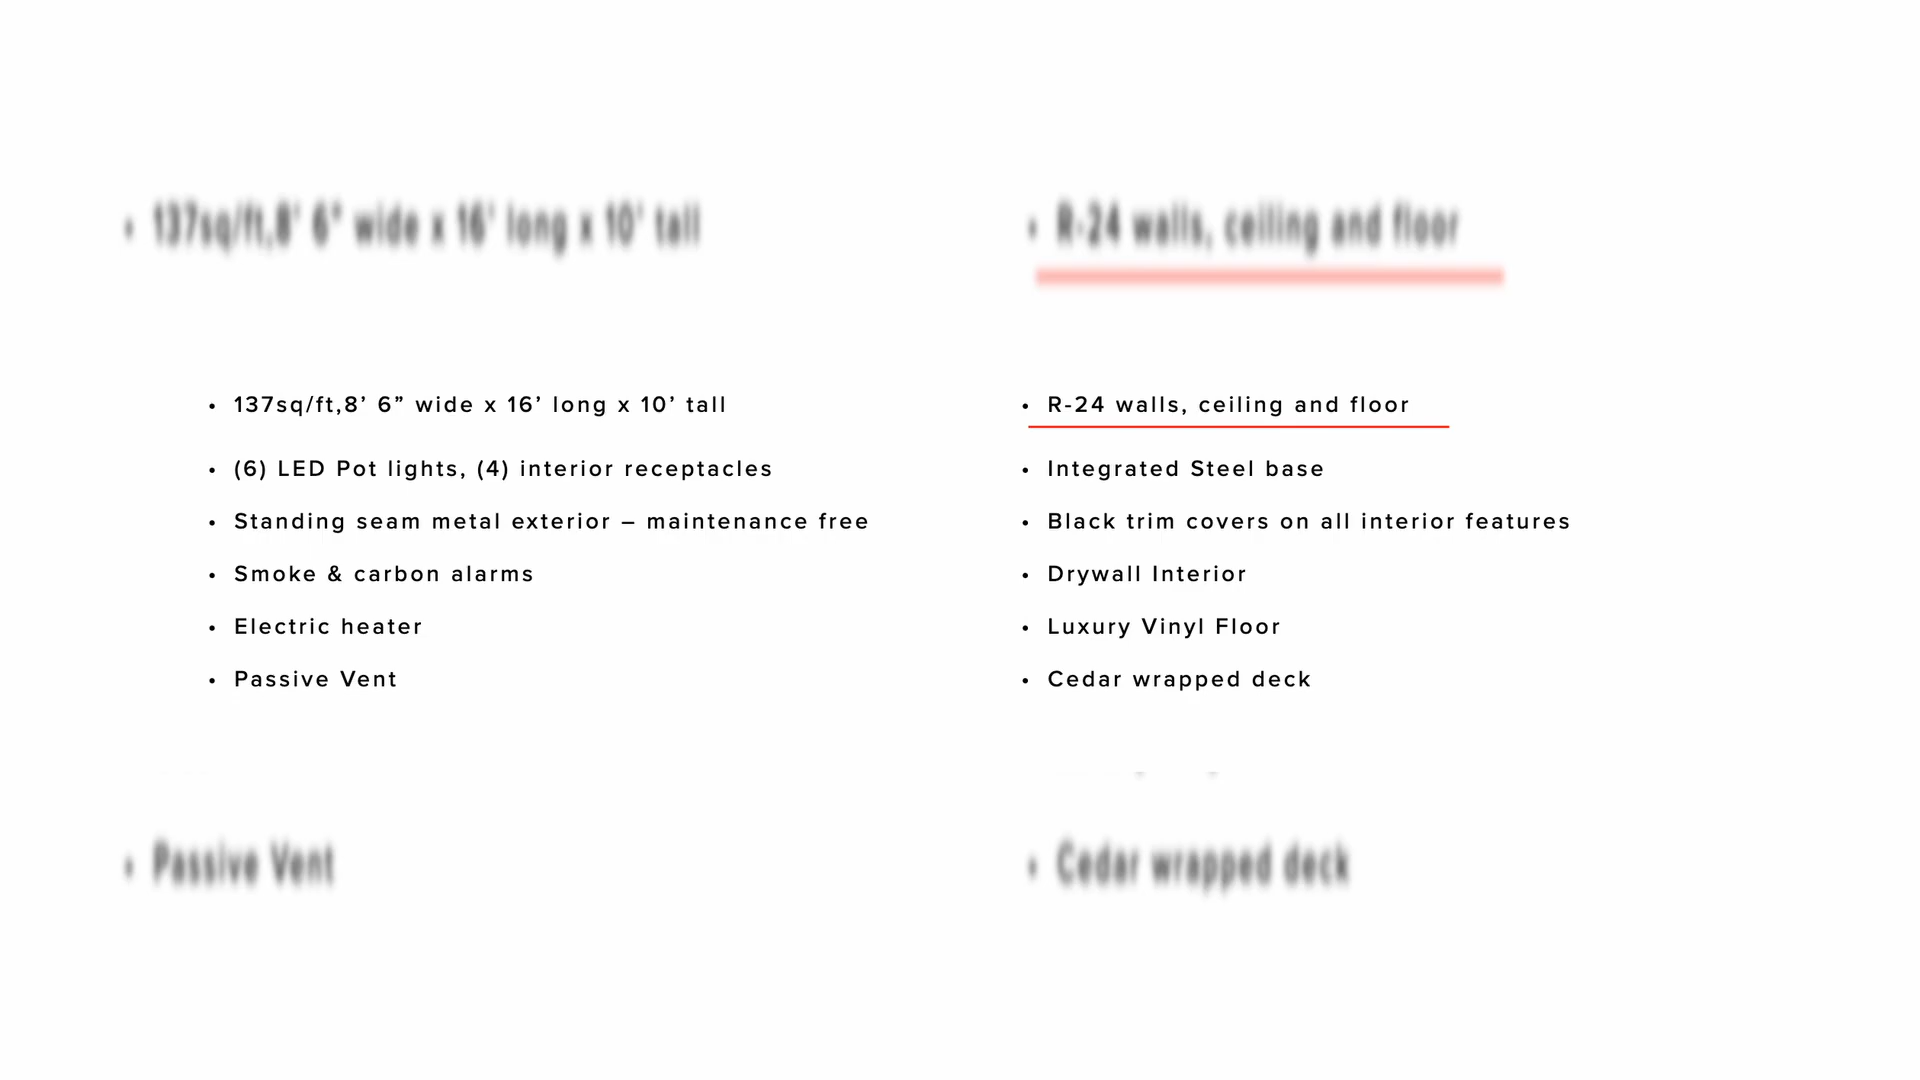 • 137sq/ft,8’ 6” wide x 16’ long x 10’ tall
• R-24 walls, ceiling and floor
• 137sq/ft,8’ 6” wide x 16’ long x 10’ tall
• (6) LED Pot lights, (4) interior receptacles
• Standing seam metal exterior – maintenance free
• Smoke & carbon alarms
• Electric heater
• Passive Vent
• R-24 walls, ceiling and floor
• Integrated Steel base
• Black trim covers on all interior features
• Drywall Interior
• Luxury Vinyl Floor
• Cedar wrapped deck
• Passive Vent
• Cedar wrapped deck